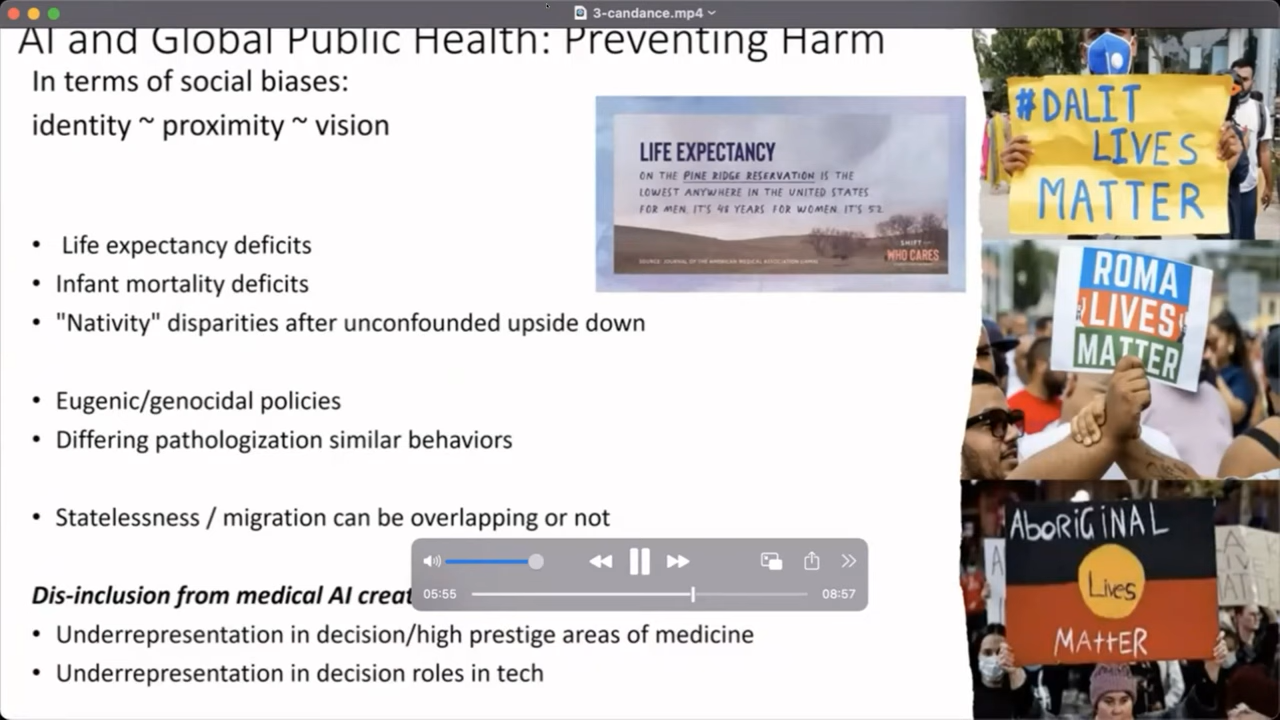 3-candance.mp4
AI and Global Public Health: Preventing Harm
In terms of social biases:
identity ~ proximity ~ vision
• Life expectancy deficits
• Infant mortality deficits
• "Nativity" disparities after unconfounded upside down
• Eugenic/genocidal policies
• Differing pathologization similar behaviors
• Statelessness / migration can be overlapping or not
Dis-inclusion from medical AI creat
• Underrepresentation in decision/high prestige areas of medicine
• Underrepresentation in decision roles in tech
LIFE EXPECTANCY
ON THE PINE RIDGE RESERVATION IS THE
LOWEST ANYWHERE IN THE UNITED STATES
FOR MEN, IT'S 48 YEARS FOR WOMEN, IT'S 52.
SHIFT
WHO CARES
SOURCE: JOURNAL OF THE AMERICAN MEDICAL ASSOCIATION
#DALIT
LIVES
MATTER
ROMA
LIVES
MATTER
ABORIGINAL
Lives
MAttER
05:55
08:57